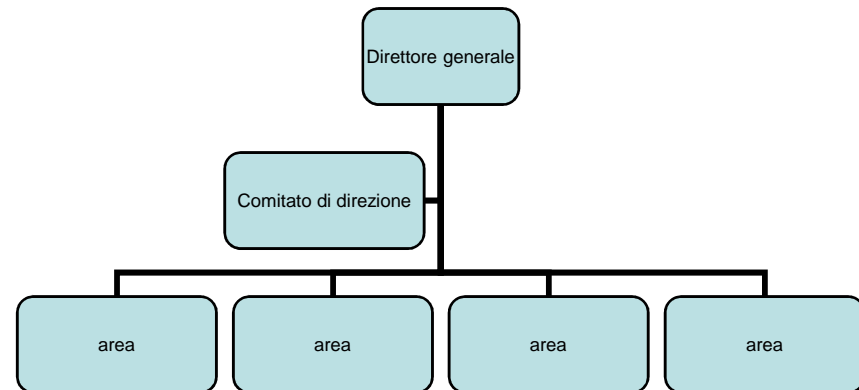 Direttore generale
Comitato di direzione
area
area
area
area